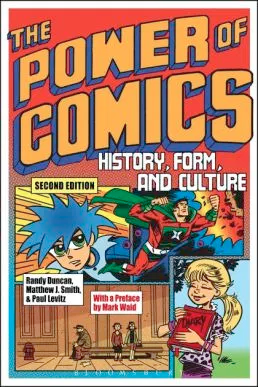 THE
POWER OF
COMICS
HISTORY, FORM,
AND CULTURE
SECOND EDITION
Randy Duncan,
Matthew J. Smith,
& Paul Levitz
With a Preface
by Mark Waid
DIARY
BLOOMSBURY